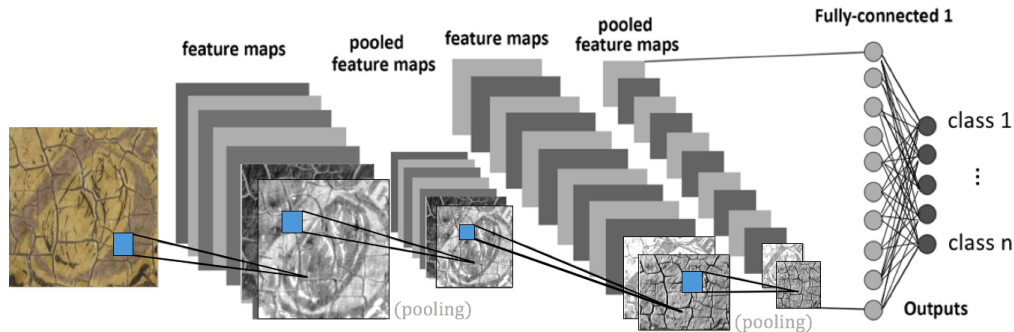 Fully-connected 1
feature maps
pooled
feature maps
feature maps
pooled
feature maps
class 1
...
class n
(pooling)
(pooling)
Outputs